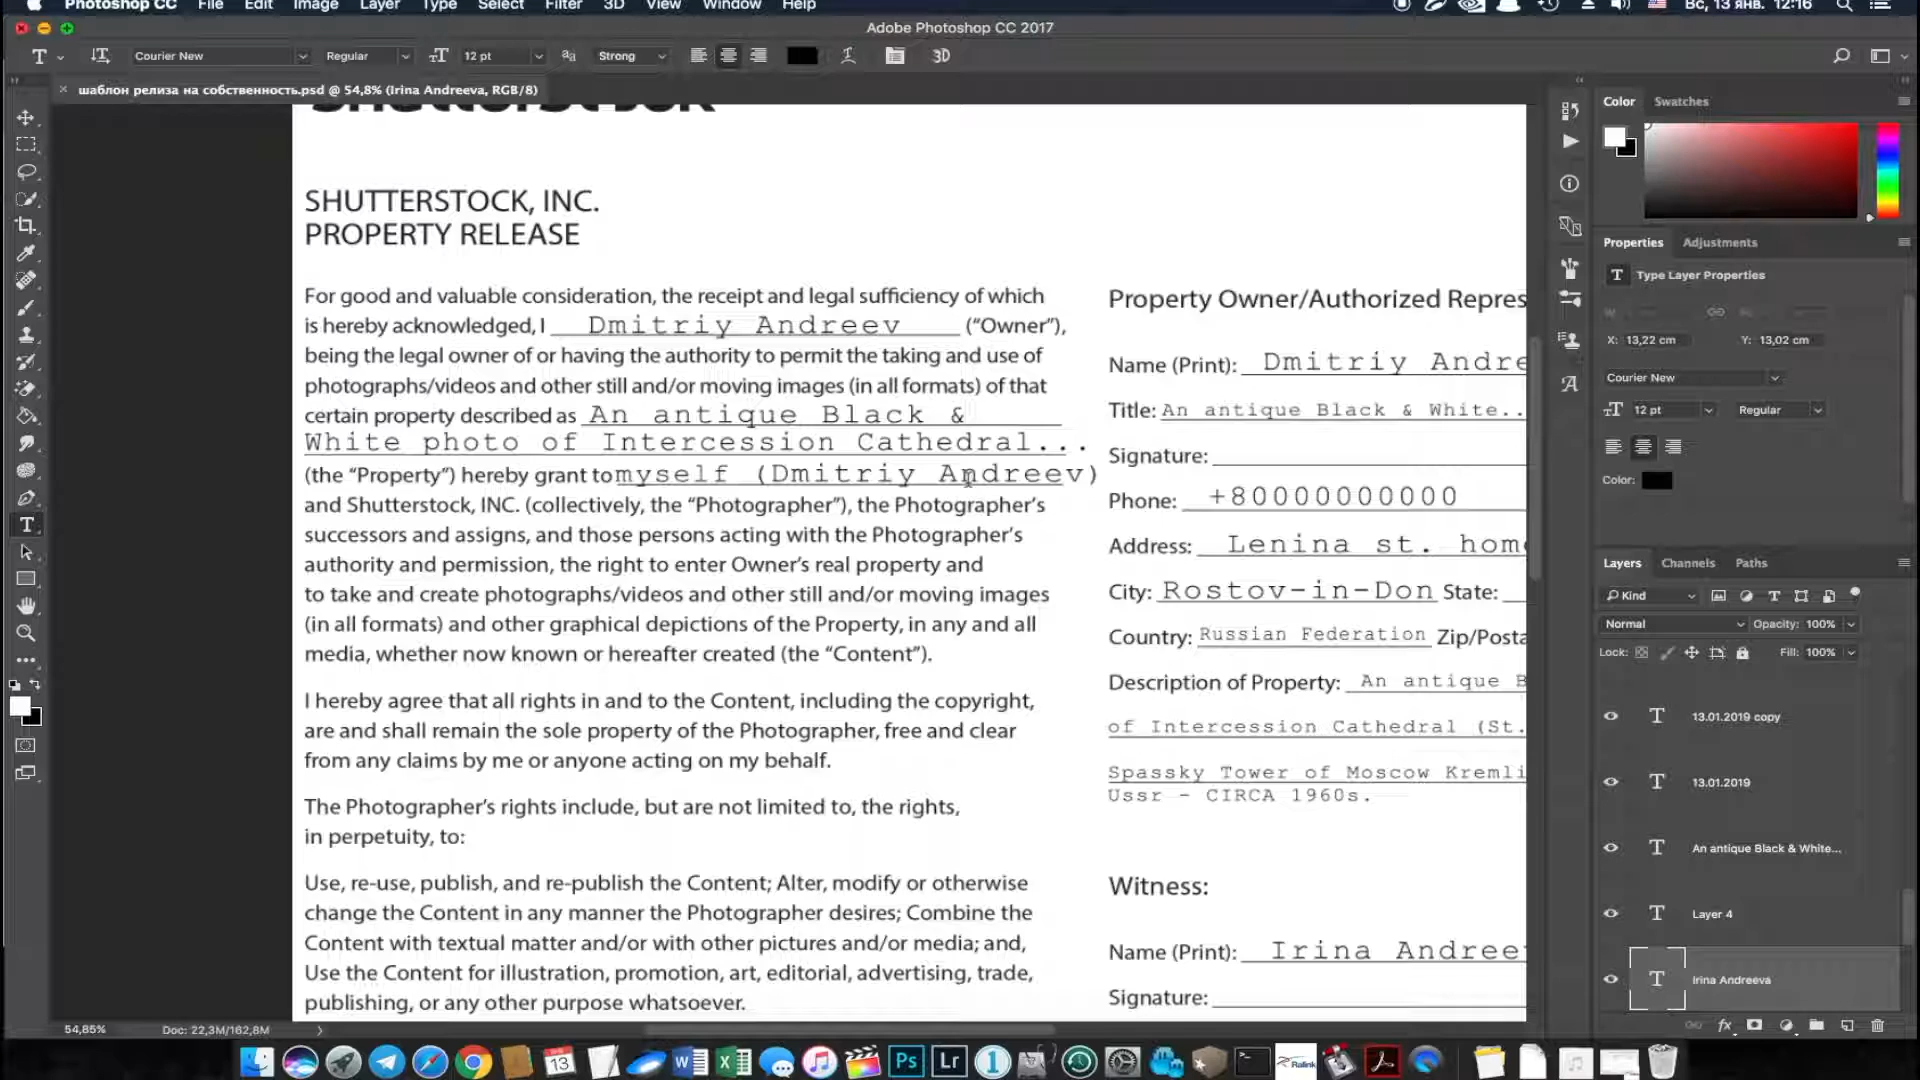 Photoshop CC File Edit Image Layer Type Select Filter 3D View Window Help Вс, 13 янв. 12:16
Adobe Photoshop CC 2017
Courier New Regular 12 pt Strong 3D
шаблон релиза на собственность.psd @ 54,8% (Irina Andreeva, RGB/8)
SHUTTERSTOCK, INC.
PROPERTY RELEASE
For good and valuable consideration, the receipt and legal sufficiency of which
is hereby acknowledged, I Dmitriy Andreev (“Owner”),
being the legal owner of or having the authority to permit the taking and use of
photographs/videos and other still and/or moving images (in all formats) of that
certain property described as An antique Black &
White photo of Intercession Cathedral...
(the “Property”) hereby grant to myself (Dmitriy Andreev)
and Shutterstock, INC. (collectively, the “Photographer”), the Photographer’s
successors and assigns, and those persons acting with the Photographer’s
authority and permission, the right to enter Owner’s real property and
to take and create photographs/videos and other still and/or moving images
(in all formats) and other graphical depictions of the Property, in any and all
media, whether now known or hereafter created (the “Content”).
I hereby agree that all rights in and to the Content, including the copyright,
are and shall remain the sole property of the Photographer, free and clear
from any claims by me or anyone acting on my behalf.
The Photographer’s rights include, but are not limited to, the rights,
in perpetuity, to:
Use, re-use, publish, and re-publish the Content; Alter, modify or otherwise
change the Content in any manner the Photographer desires; Combine the
Content with textual matter and/or with other pictures and/or media; and,
Use the Content for illustration, promotion, art, editorial, advertising, trade,
publishing, or any other purpose whatsoever.
Property Owner/Authorized Repres
Name (Print): Dmitriy Andre
Title: An antique Black & White..
Signature:
Phone: +80000000000
Address: Lenina st. hom
City: Rostov-in-Don State:
Country: Russian Federation Zip/Posta
Description of Property: An antique B
of Intercession Cathedral (St.
Spassky Tower of Moscow Kremli
Ussr - CIRCA 1960s.
Witness:
Name (Print): Irina Andree
Signature:
Color Swatches
Properties Adjustments
Type Layer Properties
X: 13,22 cm Y: 13,02 cm
Courier New
12 pt Regular
Color:
Layers Channels Paths
Kind
Normal Opacity: 100%
Lock: Fill: 100%
13.01.2019 copy
13.01.2019
An antique Black & White...
Layer 4
Irina Andreeva
54,85% Doc: 22,3M/162,8M
13 Ps Lr 1 Ralink